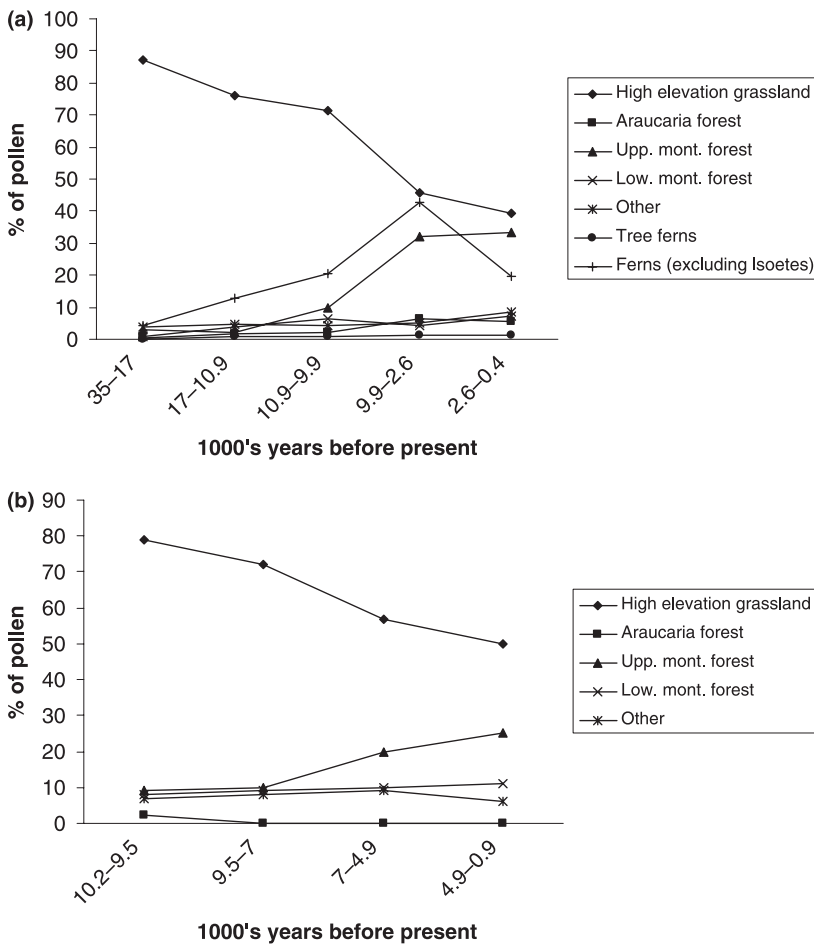 (a)
100
90
80
70
60
50
40
30
20
10
0
% of pollen
35–17
17–10.9
10.9–9.9
9.9–2.6
2.6–0.4
1000's years before present
High elevation grassland
Araucaria forest
Upp. mont. forest
Low. mont. forest
Other
Tree ferns
Ferns (excluding Isoetes)
(b)
90
80
70
60
50
40
30
20
10
0
% of pollen
10.2–9.5
9.5–7
7–4.9
4.9–0.9
1000's years before present
High elevation grassland
Araucaria forest
Upp. mont. forest
Low. mont. forest
Other